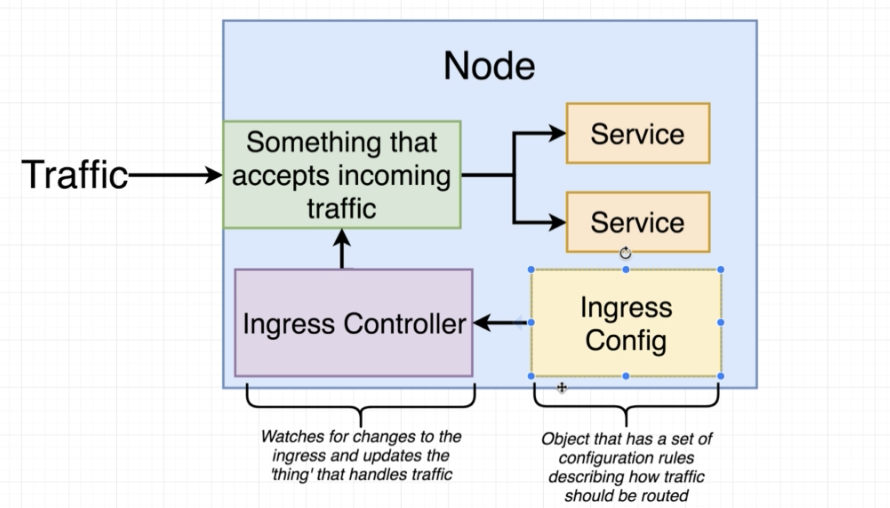 Node
Traffic
Something that
accepts incoming
traffic
Service
Service
Ingress Controller
Ingress
Config
Watches for changes to the
ingress and updates the
'thing' that handles traffic
Object that has a set of
configuration rules
describing how traffic
should be routed